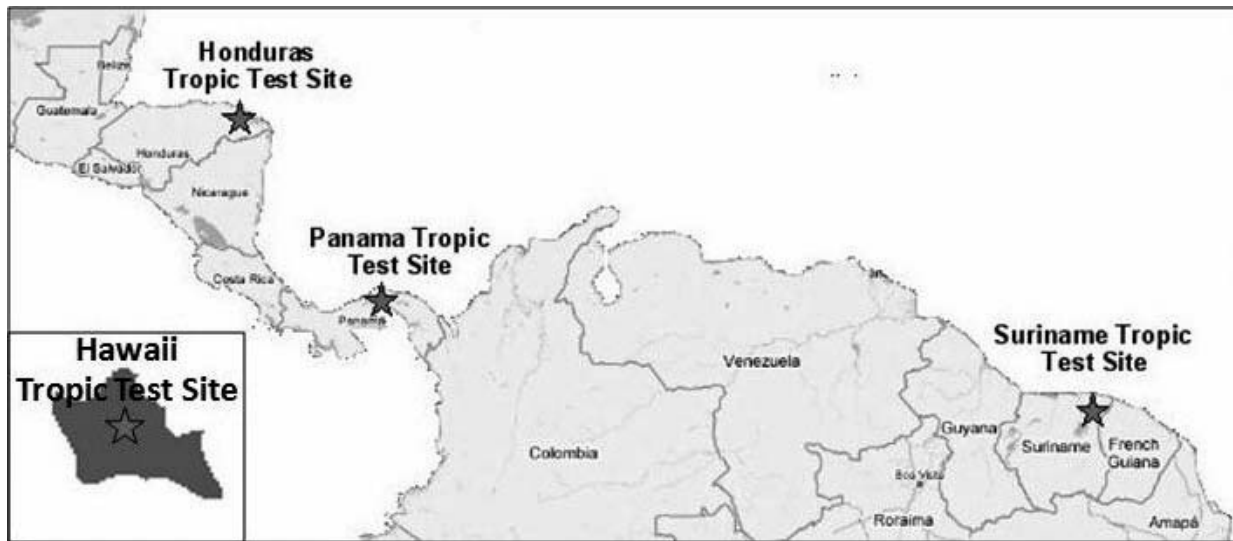 Honduras
Tropic Test Site
Belize
Guatemala
Honduras
El Salvador
Nicaragua
Panama Tropic
Test Site
Costa Rica
Panama
Suriname Tropic
Test Site
Venezuela
Hawaii
Tropic Test Site
Guyana
Colombia
Suriname
French
Guiana
Boa Vista
Roraima
Amapá